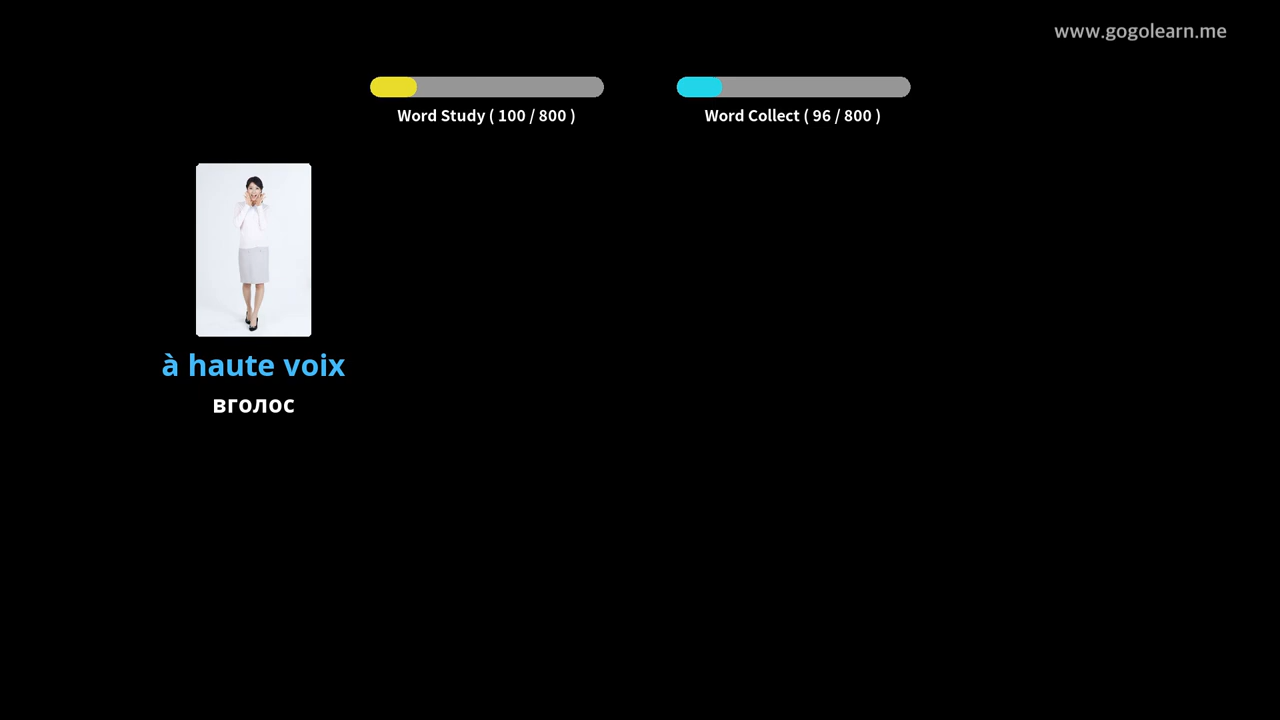 www.gogolearn.me
Word Study ( 100 / 800 )
Word Collect ( 96 / 800 )
à haute voix
вголос